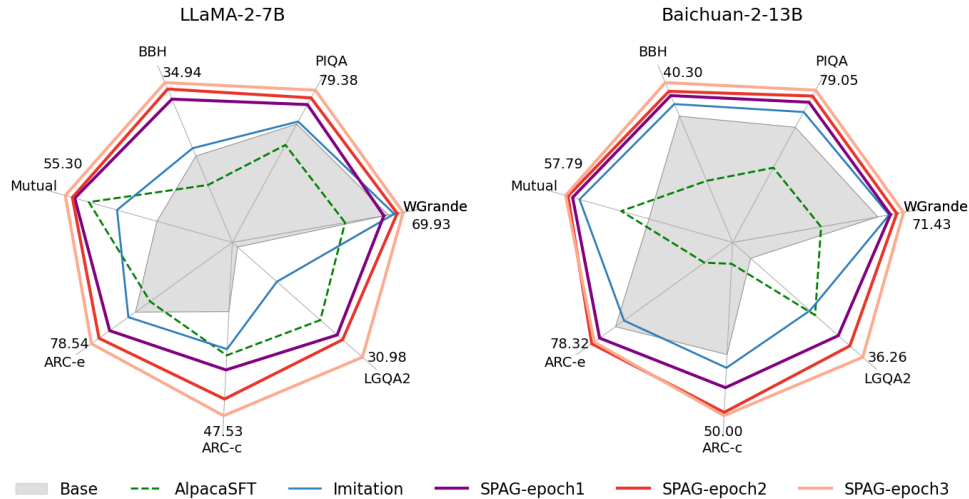 LLaMA-2-7B
BBH
34.94
PIQA
79.38
55.30
Mutual
WGrande
69.93
78.54
ARC-e
30.98
LGQA2
47.53
ARC-c
Baichuan-2-13B
BBH
40.30
PIQA
79.05
57.79
Mutual
WGrande
71.43
78.32
ARC-e
36.26
LGQA2
50.00
ARC-c
Base AlpacaSFT Imitation SPAG-epoch1 SPAG-epoch2 SPAG-epoch3